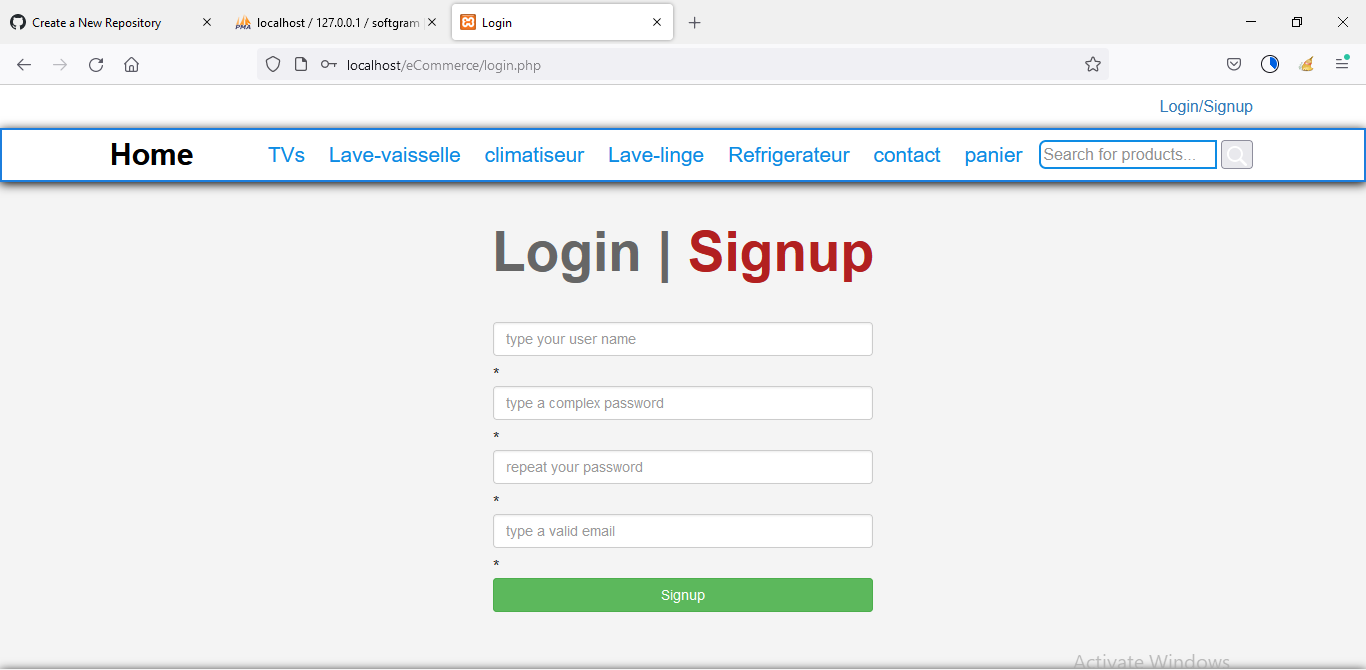 Create a New Repository
localhost / 127.0.0.1 / softgram
Login
localhost/eCommerce/login.php
Login/Signup
Home TVs Lave-vaisselle climatiseur Lave-linge Refrigerateur contact panier Search for products...
Login | Signup
type your user name
*
type a complex password
*
repeat your password
*
type a valid email
*
Signup
Activate Windows